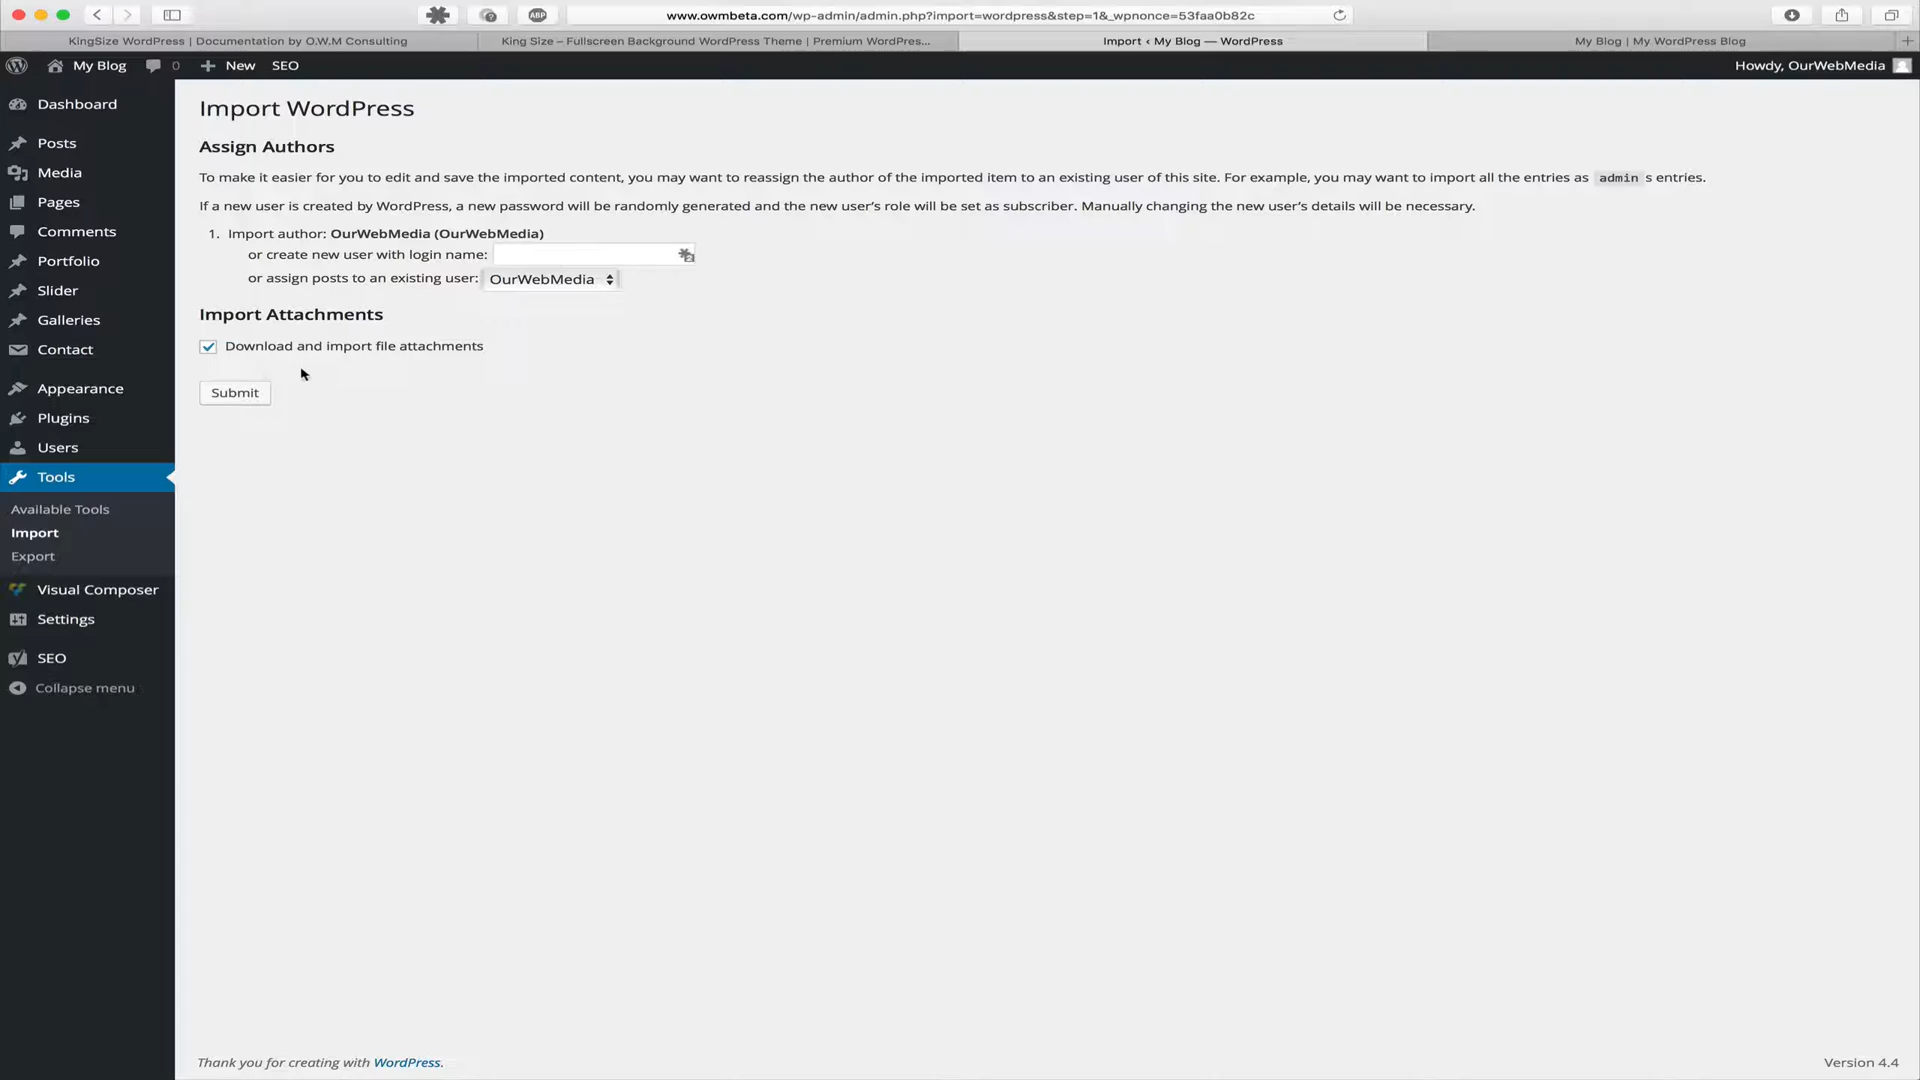 www.owmbeta.com/wp-admin/admin.php?import=wordpress&step=1&_wpnonce=53faa0b82c
ABP
KingSize WordPress | Documentation by O.W.M Consulting
King Size – Fullscreen Background WordPress Theme | Premium WordPres...
Import ‹ My Blog — WordPress
My Blog | My WordPress Blog
My Blog
0
New
SEO
Howdy, OurWebMedia
Dashboard
Posts
Media
Pages
Comments
Portfolio
Slider
Galleries
Contact
Appearance
Plugins
Users
Tools
Available Tools
Import
Export
Visual Composer
Settings
SEO
Collapse menu
Import WordPress
Assign Authors
To make it easier for you to edit and save the imported content, you may want to reassign the author of the imported item to an existing user of this site. For example, you may want to import all the entries as admin s entries.
If a new user is created by WordPress, a new password will be randomly generated and the new user's role will be set as subscriber. Manually changing the new user's details will be necessary.
1. Import author: OurWebMedia (OurWebMedia)
or create new user with login name:
or assign posts to an existing user: OurWebMedia
Import Attachments
Download and import file attachments
Submit
Thank you for creating with WordPress.
Version 4.4